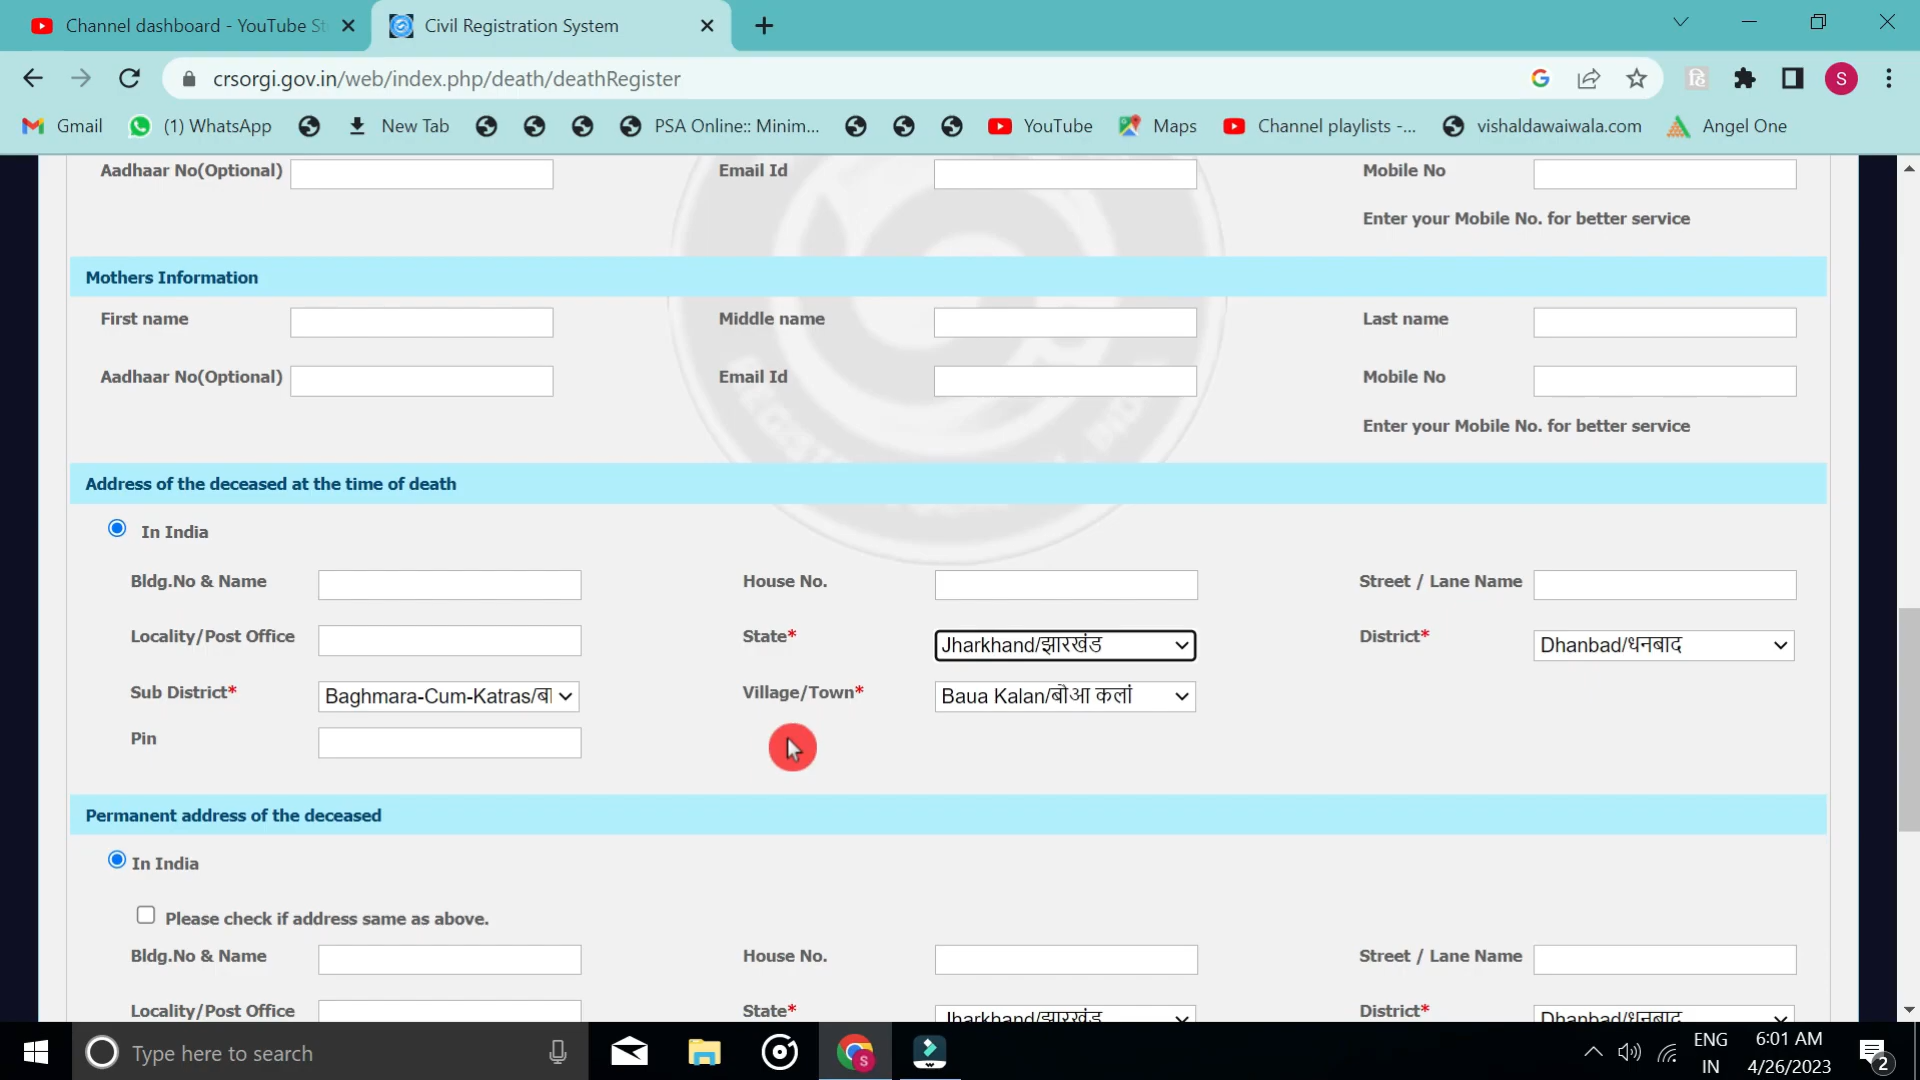 Channel dashboard - YouTube St
Civil Registration System
crsorgi.gov.in/web/index.php/death/deathRegister
हि
S
Gmail
(1) WhatsApp
New Tab
PSA Online:: Minim...
YouTube
Maps
Channel playlists -...
vishaldawaiwala.com
Angel One
Aadhaar No(Optional)
Email Id
Mobile No
Enter your Mobile No. for better service
Mothers Information
First name
Middle name
Last name
Aadhaar No(Optional)
Email Id
Mobile No
Enter your Mobile No. for better service
Address of the deceased at the time of death
In India
Bldg.No & Name
House No.
Street / Lane Name
Locality/Post Office
State*
Jharkhand/झारखंड
District*
Dhanbad/धनबाद
Sub District*
Baghmara-Cum-Katras/बा
Village/Town*
Baua Kalan/बौआ कलां
Pin
Permanent address of the deceased
In India
Please check if address same as above.
Bldg.No & Name
House No.
Street / Lane Name
Locality/Post Office
State*
Jharkhand/झारखंड
District*
Dhanbad/धनबाद
Type here to search
S
ENG
IN
6:01 AM
4/26/2023
2